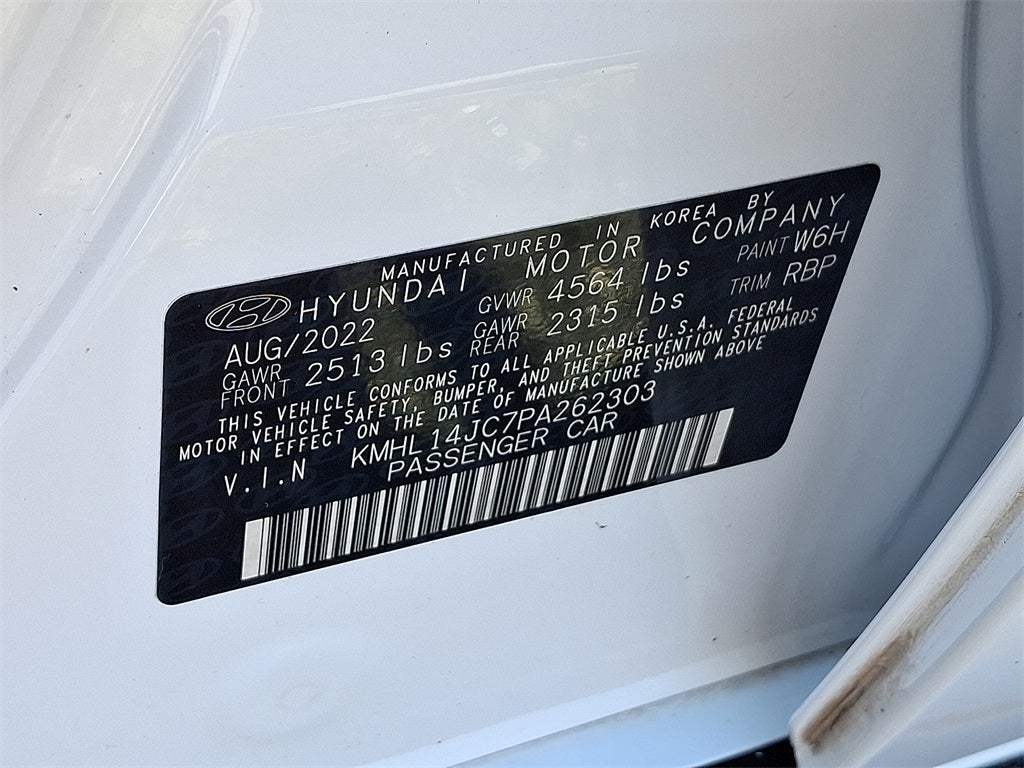 MANUFACTURED IN KOREA BY
HYUNDAI MOTOR COMPANY
AUG/2022 GVWR 4564 lbs PAINT W6H
GAWR FRONT 2513 lbs GAWR REAR 2315 lbs TRIM RBP
THIS VEHICLE CONFORMS TO ALL APPLICABLE U.S.A. FEDERAL
MOTOR VEHICLE SAFETY, BUMPER, AND THEFT PREVENTION STANDARDS
IN EFFECT ON THE DATE OF MANUFACTURE SHOWN ABOVE
V.I.N KMHL14JC7PA262303
PASSENGER CAR